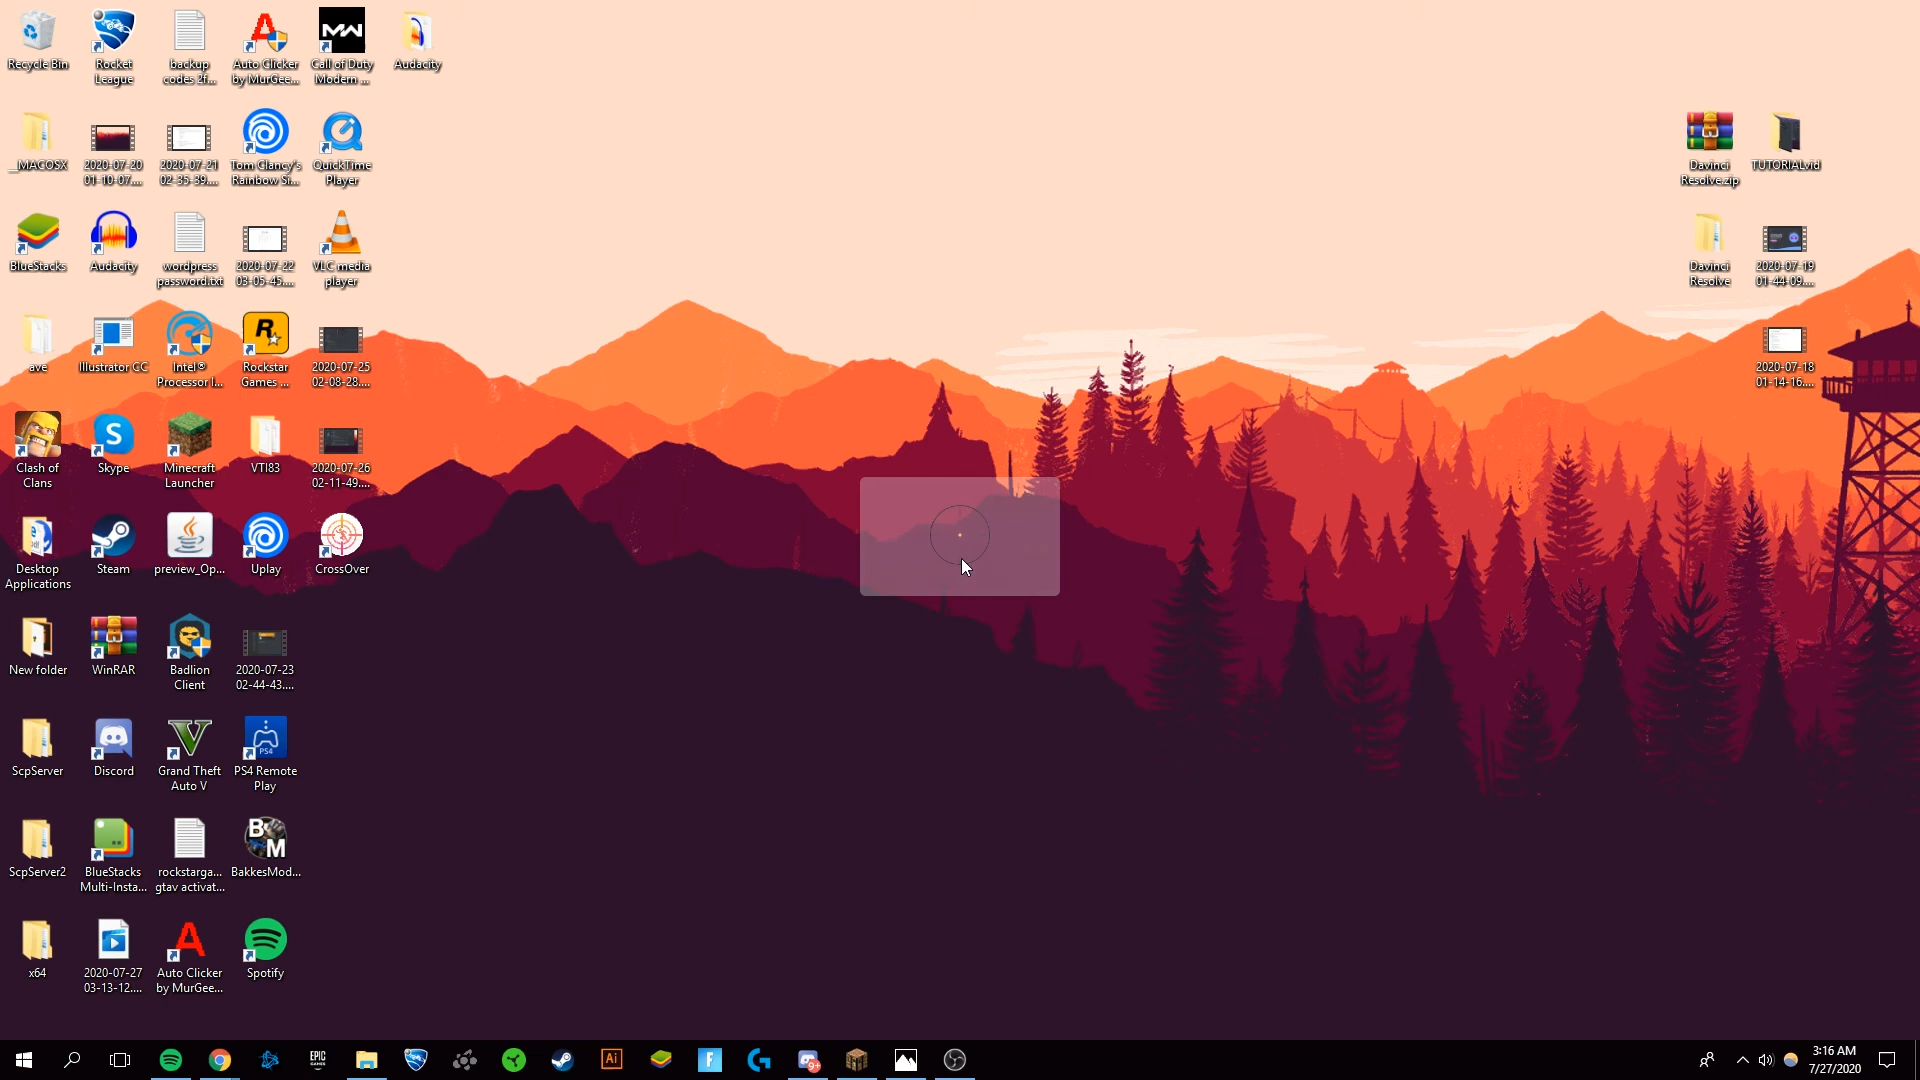 Recycle Bin
Rocket
League
backup
codes 2f...
Auto Clicker
by MurGee...
MW
Call of Duty
Modern ...
Audacity
__MACOSX
2020-07-20
01-10-07....
2020-07-21
02-35-39....
Tom Clancy's
Rainbow Si...
QuickTime
Player
Davinci
Resolve.zip
TUTORIALvid
BlueStacks
Audacity
wordpress
password.txt
2020-07-22
03-05-45....
VLC media
player
Davinci
Resolve
2020-07-19
01-44-09....
ave
Illustrator CC
Intel®
Processor I...
Rockstar
Games ...
2020-07-25
02-08-28....
2020-07-18
01-14-16....
Clash of
Clans
Skype
Minecraft
Launcher
VTI83
2020-07-26
02-11-49....
Desktop
Applications
Steam
preview_Op...
Uplay
CrossOver
New folder
WinRAR
Badlion
Client
2020-07-23
02-44-43....
ScpServer
Discord
Grand Theft
Auto V
PS4
PS4 Remote
Play
ScpServer2
BlueStacks
Multi-Insta...
rockstarga...
gtav activat...
B
M
BakkesMod...
x64
2020-07-27
03-13-12....
Auto Clicker
by MurGee...
Spotify
EPIC
GAMES
Ai
F
9+
3:16 AM
7/27/2020